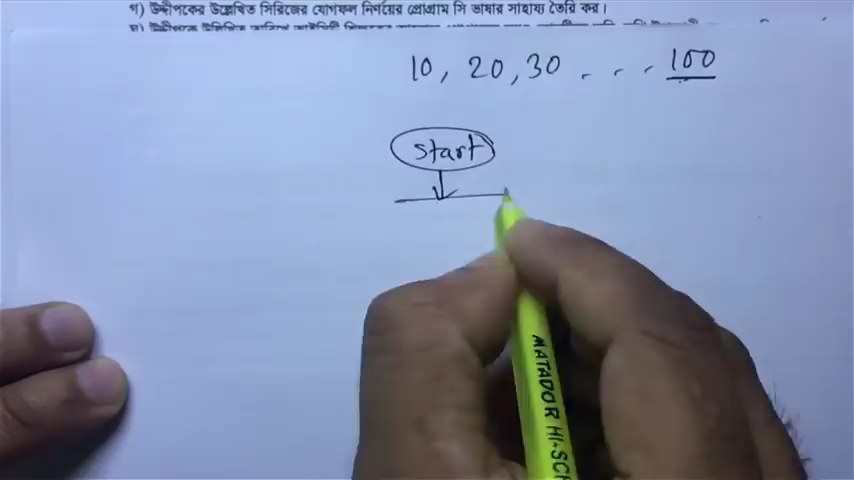 গ) উদ্দীপকের উল্লেখিত সিরিজের যোগফল নির্ণয়ের প্রোগ্রাম সি ভাষার সাহায্য তৈরি কর।
10, 20, 30 . . . 100
Start
MATADOR HI-SC